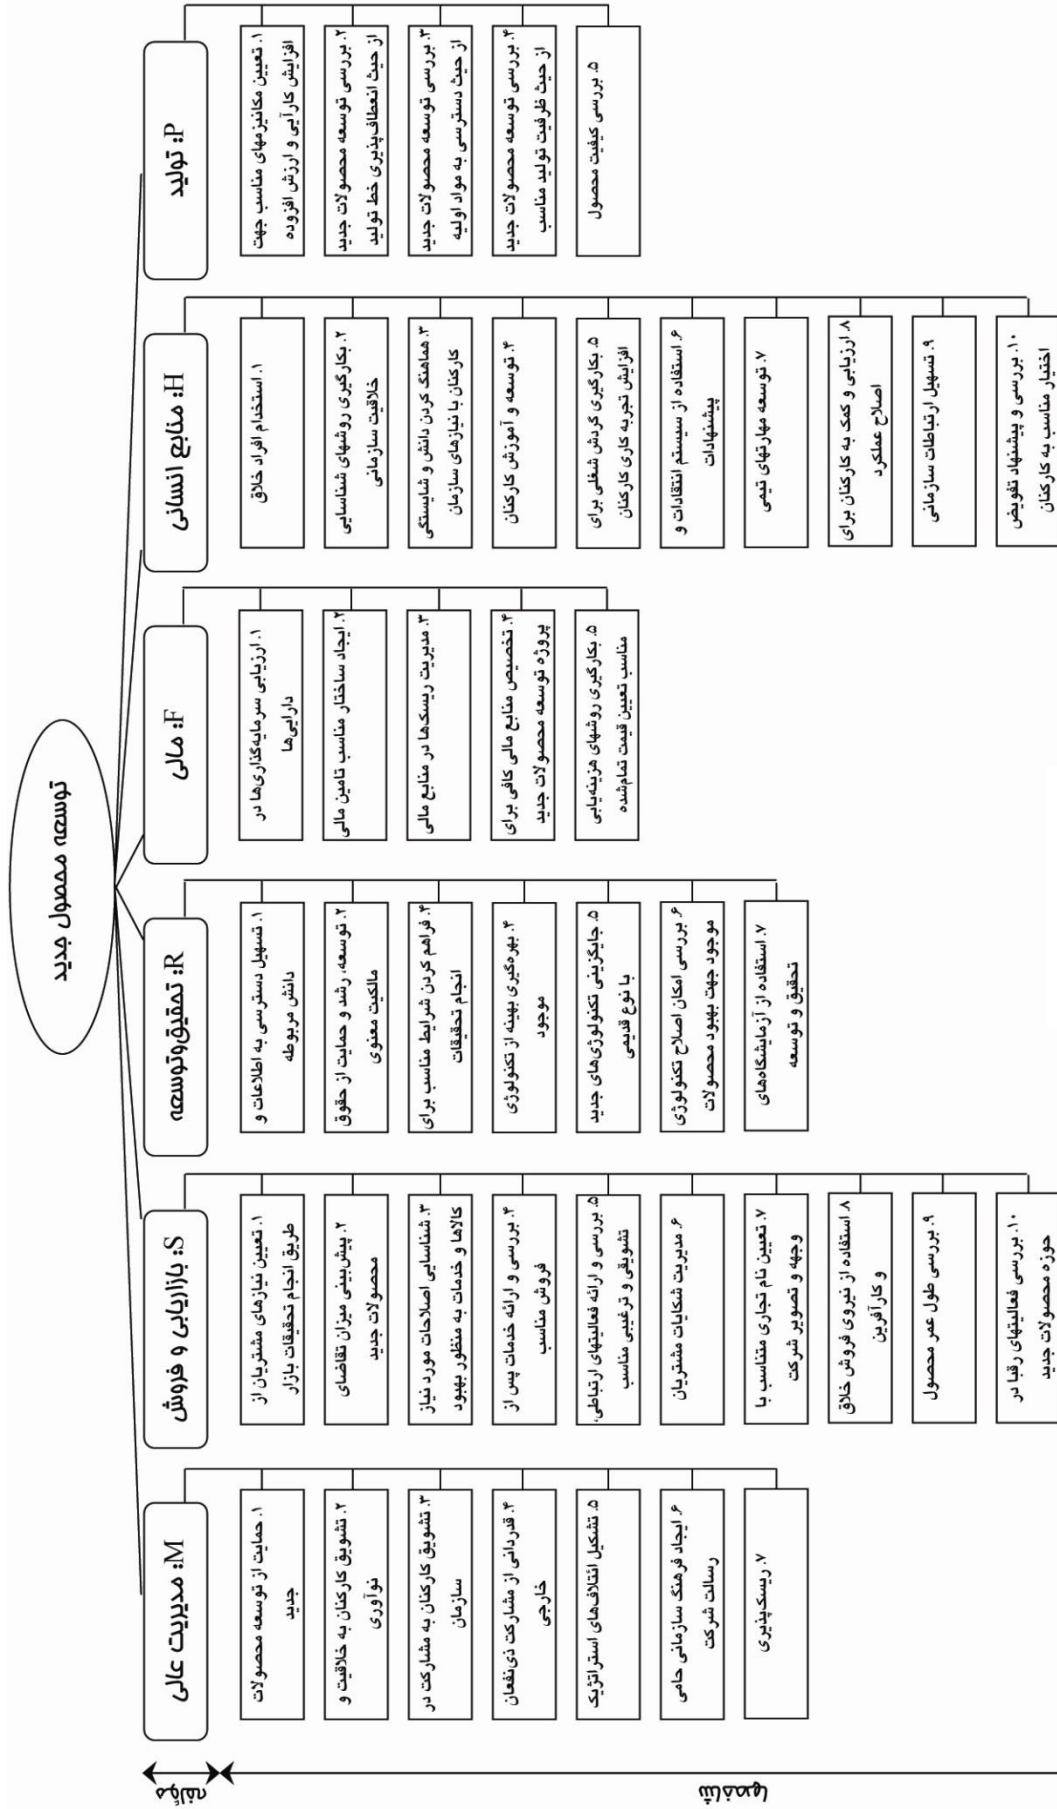 توسعه محصول جدید
مؤلفه
شاخصها
P: تولید
۱. تعیین مکانیزمهای مناسب جهت
افزایش کارآیی و ارزش افزوده
۲. بررسی توسعه محصولات جدید
از حیث انعطاف‌پذیری خط تولید
۳. بررسی توسعه محصولات جدید
از حیث دسترسی به مواد اولیه
۴. بررسی توسعه محصولات جدید
از حیث ظرفیت تولید مناسب
۵. بررسی کیفیت محصول
H: منابع انسانی
۱. استخدام افراد خلاق
۲. بکارگیری روشهای شناسایی
خلاقیت سازمانی
۳. هماهنگ کردن دانش و شایستگی
کارکنان با نیازهای سازمان
۴. توسعه و آموزش کارکنان
۵. بکارگیری گردش شغلی برای
افزایش تجربه کاری کارکنان
۶. استفاده از سیستم انتقادات و
پیشنهادات
۷. توسعه مهارتهای تیمی
۸. ارزیابی و کمک به کارکنان برای
اصلاح عملکرد
۹. تسهیل ارتباطات سازمانی
۱۰. بررسی و پیشنهاد تفویض
اختیار مناسب به کارکنان
F: مالی
۱. ارزیابی سرمایه‌گذاری‌ها در
دارایی‌ها
۲. ایجاد ساختار مناسب تامین مالی
۳. مدیریت ریسک‌ها در منابع مالی
۴. تخصیص منابع مالی کافی برای
پروژه توسعه محصولات جدید
۵. بکارگیری روشهای هزینه‌یابی
مناسب تعیین قیمت تمام‌شده
R: تحقیق‌وتوسعه
۱. تسهیل دسترسی به اطلاعات و
دانش مربوطه
۲. توسعه، رشد و حمایت از حقوق
مالکیت معنوی
۳. فراهم کردن شرایط مناسب برای
انجام تحقیقات
۴. بهره‌گیری بهینه از تکنولوژی
موجود
۵. جایگزینی تکنولوژی‌های جدید
با نوع قدیمی
۶. بررسی امکان اصلاح تکنولوژی
موجود جهت بهبود محصولات
۷. استفاده از آزمایشگاه‌های
تحقیق و توسعه
S: بازاریابی و فروش
۱. تعیین نیازهای مشتریان از
طریق انجام تحقیقات بازار
۲. پیش‌بینی میزان تقاضای
محصولات جدید
۳. شناسایی اصلاحات مورد نیاز
کالاها و خدمات به منظور بهبود
۴. بررسی و ارائه خدمات پس از
فروش مناسب
۵. بررسی و ارائه فعالیتهای ارتباطی،
تشویقی و ترغیبی مناسب
۶. مدیریت شکایات مشتریان
۷. تعیین نام تجاری متناسب با
وجهه و تصویر شرکت
۸. استفاده از نیروی فروش خلاق
و کارآفرین
۹. بررسی طول عمر محصول
۱۰. بررسی فعالیتهای رقبا در
حوزه محصولات جدید
M: مدیریت عالی
۱. حمایت از توسعه محصولات
جدید
۲. تشویق کارکنان به خلاقیت و
نوآوری
۳. تشویق کارکنان به مشارکت در
سازمان
۴. قدردانی از مشارکت ذی‌نفعان
خارجی
۵. تشکیل ائتلاف‌های استراتژیک
۶. ایجاد فرهنگ سازمانی حامی
رسالت شرکت
۷. ریسک‌پذیری